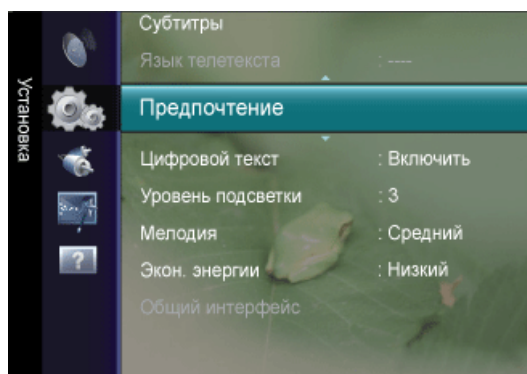 Установка
Субтитры
Язык телетекста : ----
Предпочтение
Цифровой текст : Включить
Уровень подсветки : 3
Мелодия : Средний
Экон. энергии : Низкий
Общий интерфейс
?